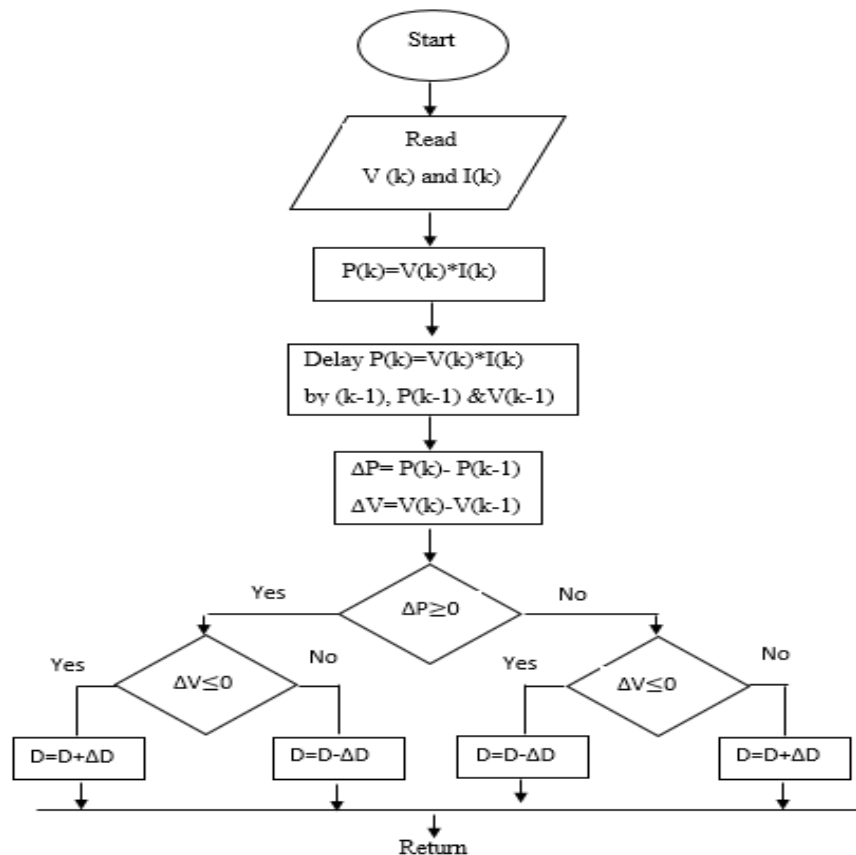 Start
Read
V (k) and I(k)
P(k)=V(k)*I(k)
Delay P(k)=V(k)*I(k)
by (k-1), P(k-1) &V(k-1)
ΔP= P(k)- P(k-1)
ΔV=V(k)-V(k-1)
Yes
ΔP≥0
No
Yes
ΔV≤0
No
Yes
ΔV≤0
No
D=D+ΔD
D=D-ΔD
D=D-ΔD
D=D+ΔD
Return